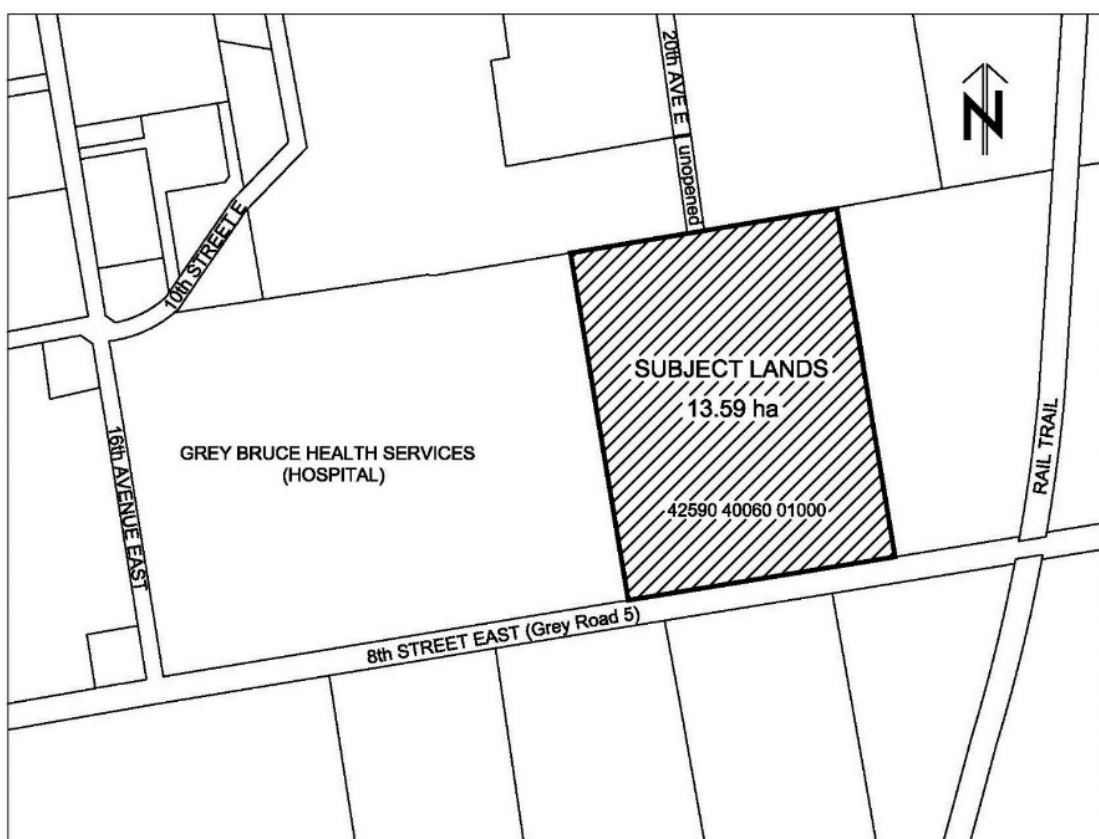 20th AVE E
unopened
N
10th STREET E
SUBJECT LANDS
13.59 ha
RAIL TRAIL
16th AVENUE EAST
GREY BRUCE HEALTH SERVICES
(HOSPITAL)
42590 40060 01000
8th STREET EAST (Grey Road 5)